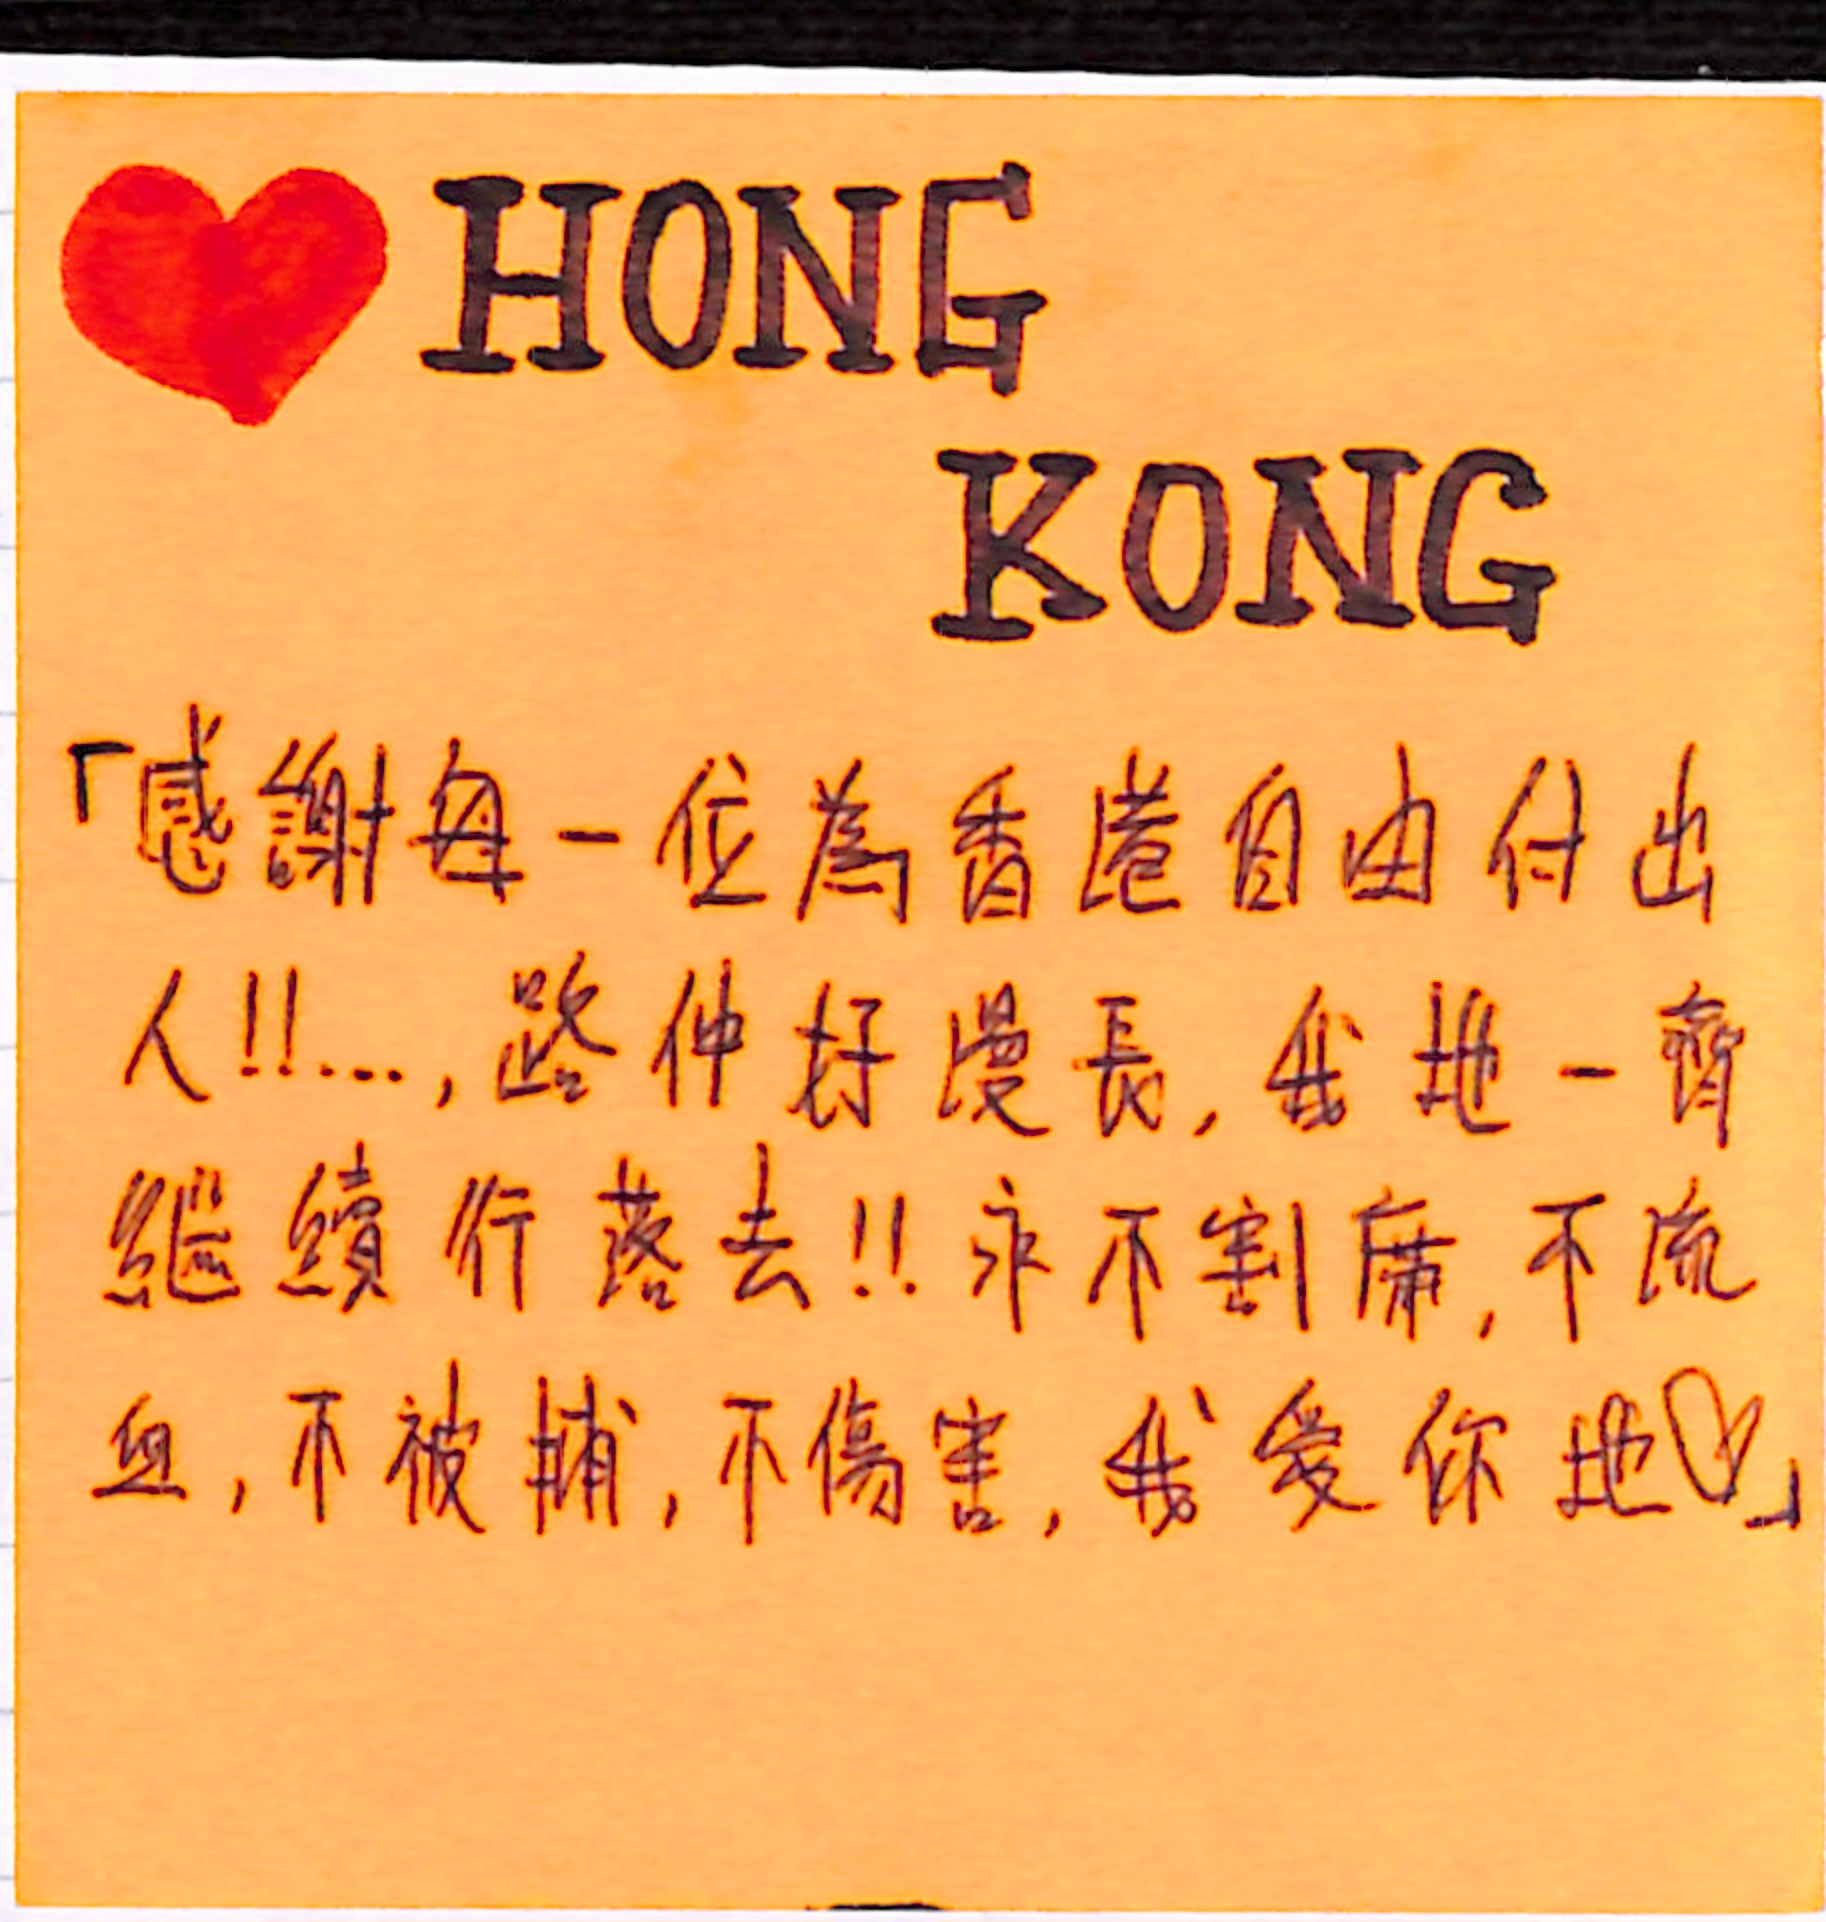 HONG
KONG
「感謝每一位為香港自由付出
人!!...,路仲好漫長,我地一齊
繼續行落去!!永不割蓆,不流
血,不被捕,不傷害,我愛你地♡」